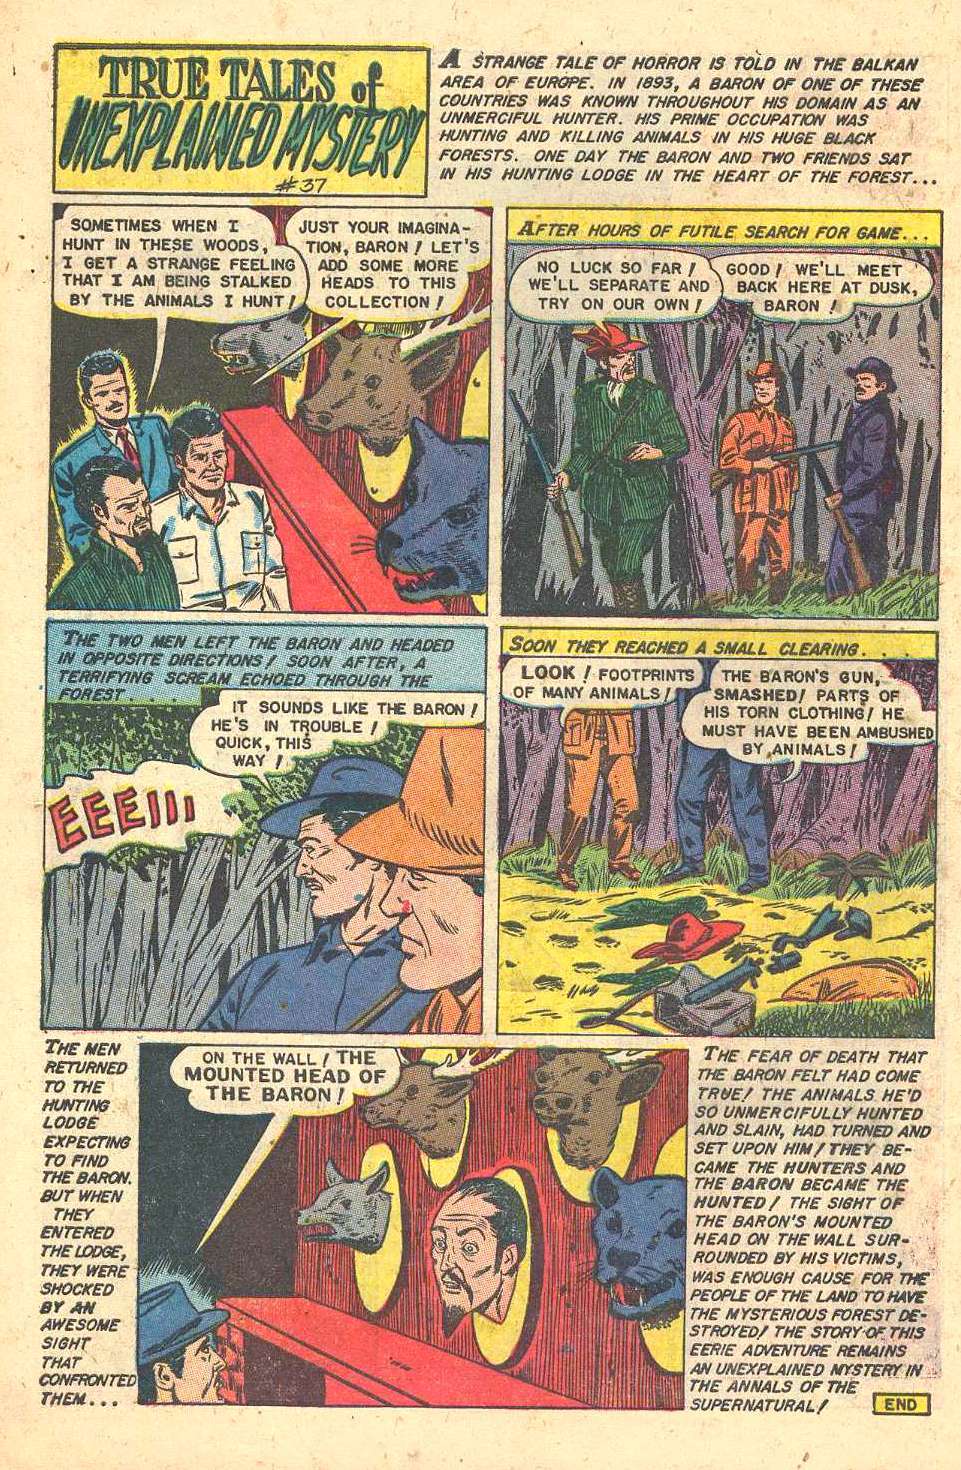 TRUE TALES of
UNEXPLAINED MYSTERY
#37
A STRANGE TALE OF HORROR IS TOLD IN THE BALKAN
AREA OF EUROPE. IN 1893, A BARON OF ONE OF THESE
COUNTRIES WAS KNOWN THROUGHOUT HIS DOMAIN AS AN
UNMERCIFUL HUNTER. HIS PRIME OCCUPATION WAS
HUNTING AND KILLING ANIMALS IN HIS HUGE BLACK
FORESTS. ONE DAY THE BARON AND TWO FRIENDS SAT
IN HIS HUNTING LODGE IN THE HEART OF THE FOREST...
SOMETIMES WHEN I
HUNT IN THESE WOODS,
I GET A STRANGE FEELING
THAT I AM BEING STALKED
BY THE ANIMALS I HUNT!
JUST YOUR IMAGINA-
TION, BARON! LET'S
ADD SOME MORE
HEADS TO THIS
COLLECTION!
AFTER HOURS OF FUTILE SEARCH FOR GAME...
NO LUCK SO FAR!
WE'LL SEPARATE AND
TRY ON OUR OWN!
GOOD! WE'LL MEET
BACK HERE AT DUSK,
BARON!
THE TWO MEN LEFT THE BARON AND HEADED
IN OPPOSITE DIRECTIONS! SOON AFTER, A
TERRIFYING SCREAM ECHOED THROUGH THE
FOREST
IT SOUNDS LIKE THE BARON!
HE'S IN TROUBLE!
QUICK, THIS
WAY!
EEEIII
SOON THEY REACHED A SMALL CLEARING. . . .
LOOK! FOOTPRINTS
OF MANY ANIMALS!
THE BARON'S GUN,
SMASHED! PARTS OF
HIS TORN CLOTHING! HE
MUST HAVE BEEN AMBUSHED
BY ANIMALS!
THE MEN
RETURNED
TO THE
HUNTING
LODGE
EXPECTING
TO FIND
THE BARON.
BUT WHEN
THEY
ENTERED
THE LODGE,
THEY WERE
SHOCKED
BY AN
AWESOME
SIGHT
THAT
CONFRONTED
THEM...
ON THE WALL! THE
MOUNTED HEAD OF
THE BARON!
THE FEAR OF DEATH THAT
THE BARON FELT HAD COME
TRUE! THE ANIMALS HE'D
SO UNMERCIFULLY HUNTED
AND SLAIN, HAD TURNED AND
SET UPON HIM! THEY BE-
CAME THE HUNTERS AND
THE BARON BECAME THE
HUNTED! THE SIGHT OF
THE BARON'S MOUNTED
HEAD ON THE WALL SUR-
ROUNDED BY HIS VICTIMS,
WAS ENOUGH CAUSE FOR THE
PEOPLE OF THE LAND TO HAVE
THE MYSTERIOUS FOREST DE-
STROYED! THE STORY OF THIS
EERIE ADVENTURE REMAINS
AN UNEXPLAINED MYSTERY IN
THE ANNALS OF THE
SUPERNATURAL!
END